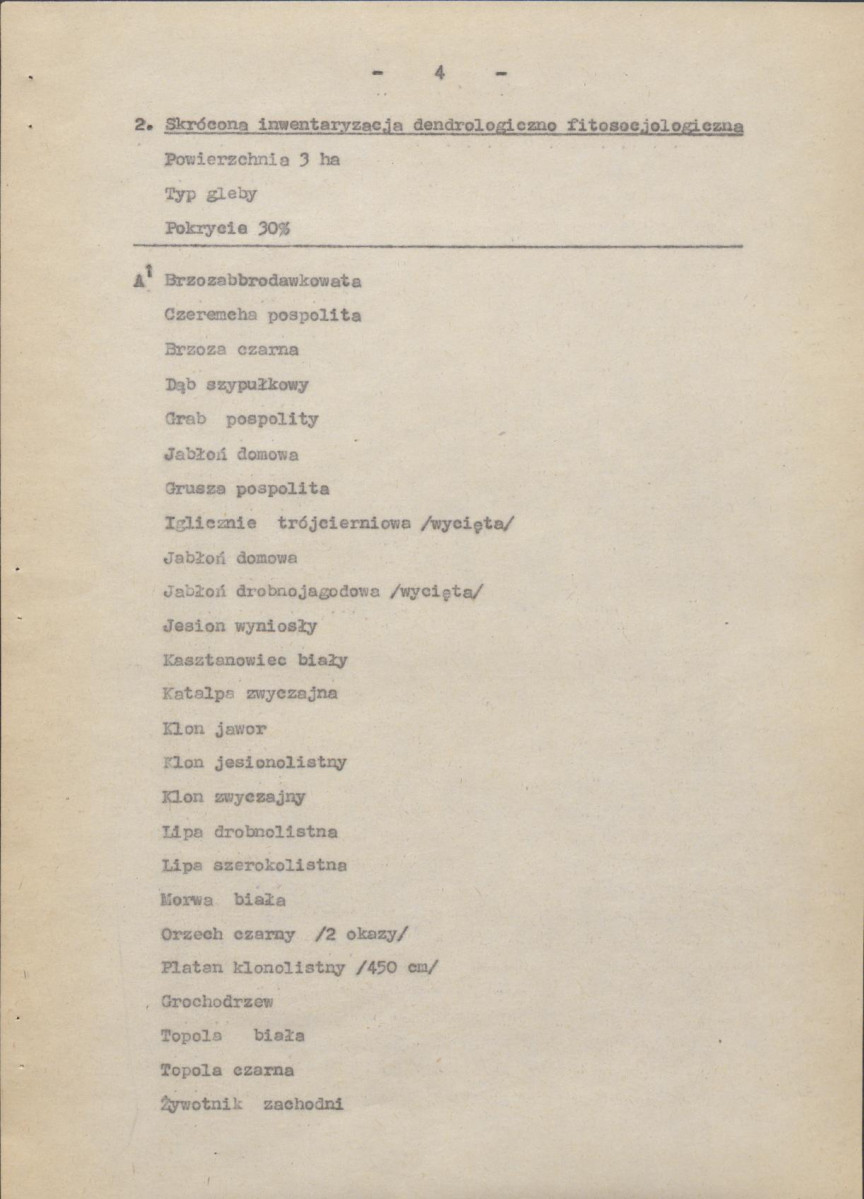 - 4 -
2. Skrócona inwentaryzacja dendrologiczno fitosocjologiczna
Powierzchnia 3 ha
Typ gleby
Pokrycie 30%
A1 Brzozabbrodawkowata
Czeremcha pospolita
Brzoza czarna
Dąb szypułkowy
Grab pospolity
Jabłoń domowa
Grusza pospolita
Iglicznie trójcierniowa /wycięta/
Jabłoń domowa
Jabłoń drobnojagodowa /wycięta/
Jesion wyniosły
Kasztanowiec biały
Katalpa zwyczajna
Klon jawor
Klon jesionolistny
Klon zwyczajny
Lipa drobnolistna
Lipa szerokolistna
Morwa biała
Orzech czarny /2 okazy/
Platan klonolistny /450 cm/
Grochodrzew
Topola biała
Topola czarna
Żywotnik zachodni